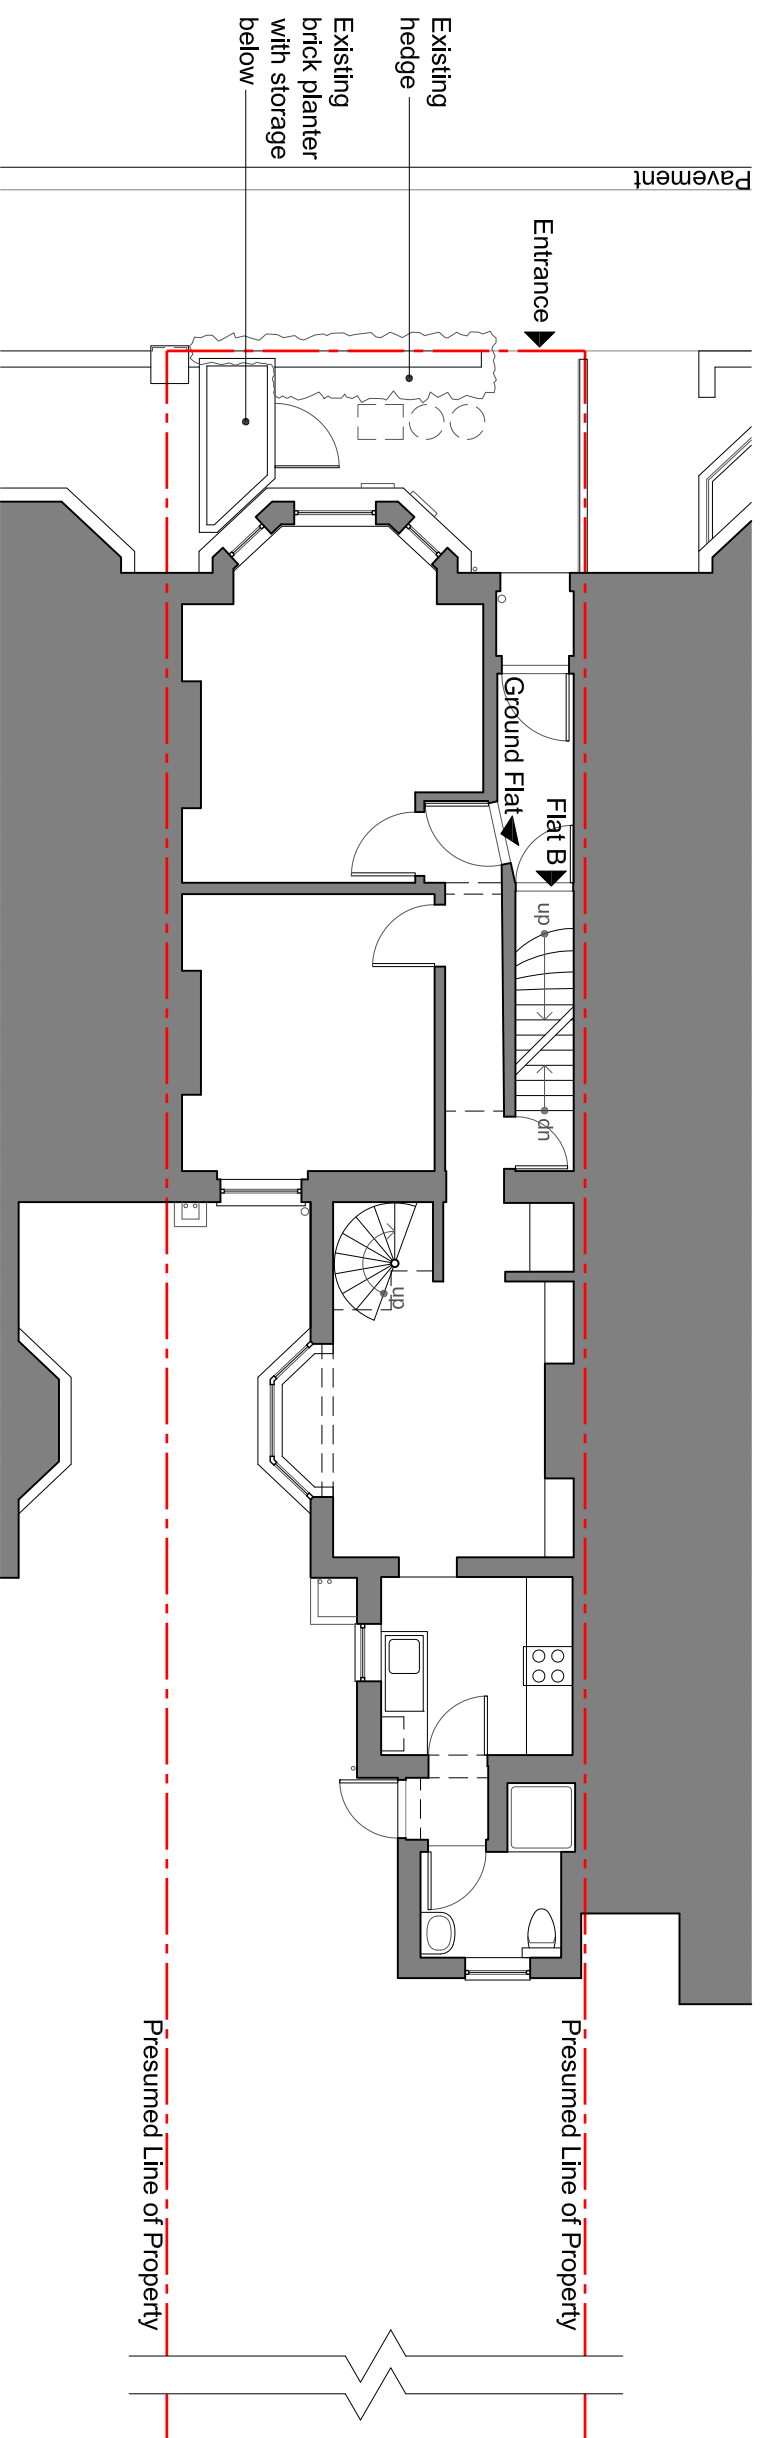 Existing
hedge
Existing
brick planter
with storage
below
Pavement
Entrance
Ground Flat
Flat B
up
dn
dn
Presumed Line of Property
Presumed Line of Property